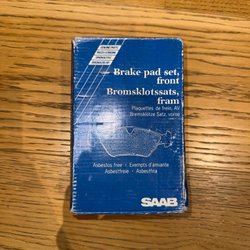 Brake pad set,
front
Bromsklotssats,
fram
Plaquettes de frein, AV
Bremsklötze Satz, vorne
Asbestos free · Exempts d'amiante
Asbestfreie · Asbestfria
SAAB